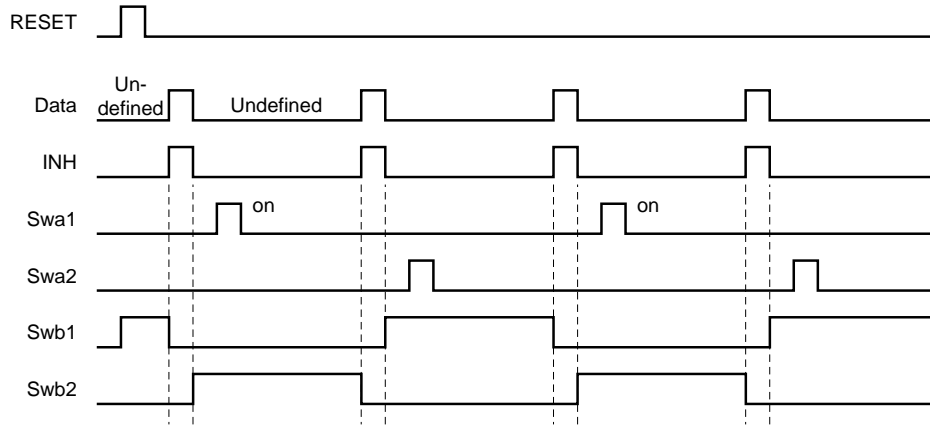 RESET
Un-
defined
Undefined
Data
INH
Swa1
on
on
Swa2
Swb1
Swb2